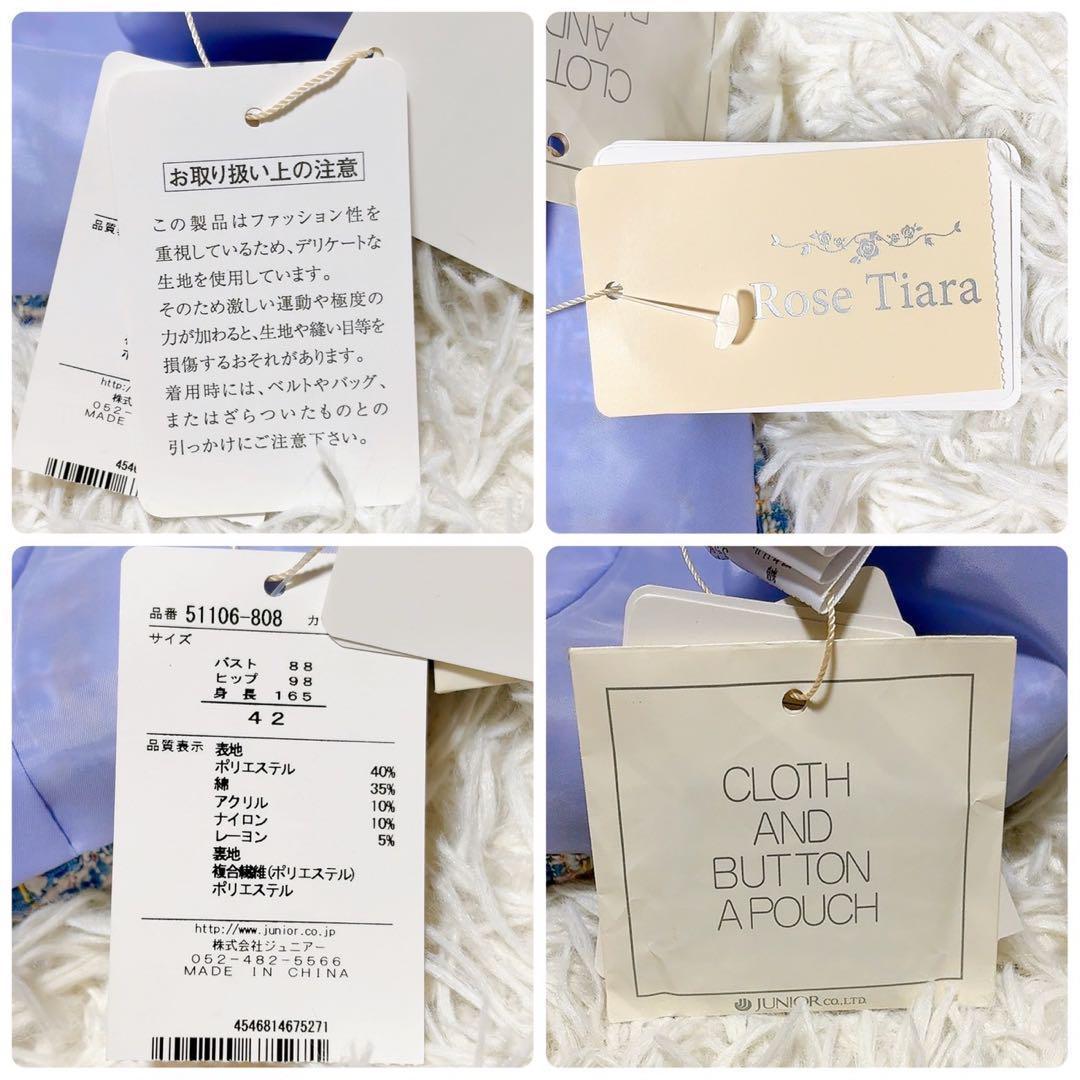 お取り扱い上の注意
この製品はファッション性を
重視しているため、デリケートな
生地を使用しています。
そのため激しい運動や極度の
力が加わると、生地や縫い目等を
損傷するおそれがあります。
着用時には、ベルトやバッグ、
またはざらついたものとの
引っかけにご注意下さい。
品質
http:/
株式
052-
MADE
454
CLOT
AND
Rose Tiara
品番 51106-808 カ
サイズ
バスト 88
ヒップ 98
身長 165
42
品質表示 表地
ポリエステル 40%
綿 35%
アクリル 10%
ナイロン 10%
レーヨン 5%
裏地
複合繊維(ポリエステル)
ポリエステル
http://www.junior.co.jp
株式会社ジュニアー
052-482-5566
MADE IN CHINA
4546814675271
CLOTH
AND
BUTTON
A POUCH
JUNIOR CO.,LTD.